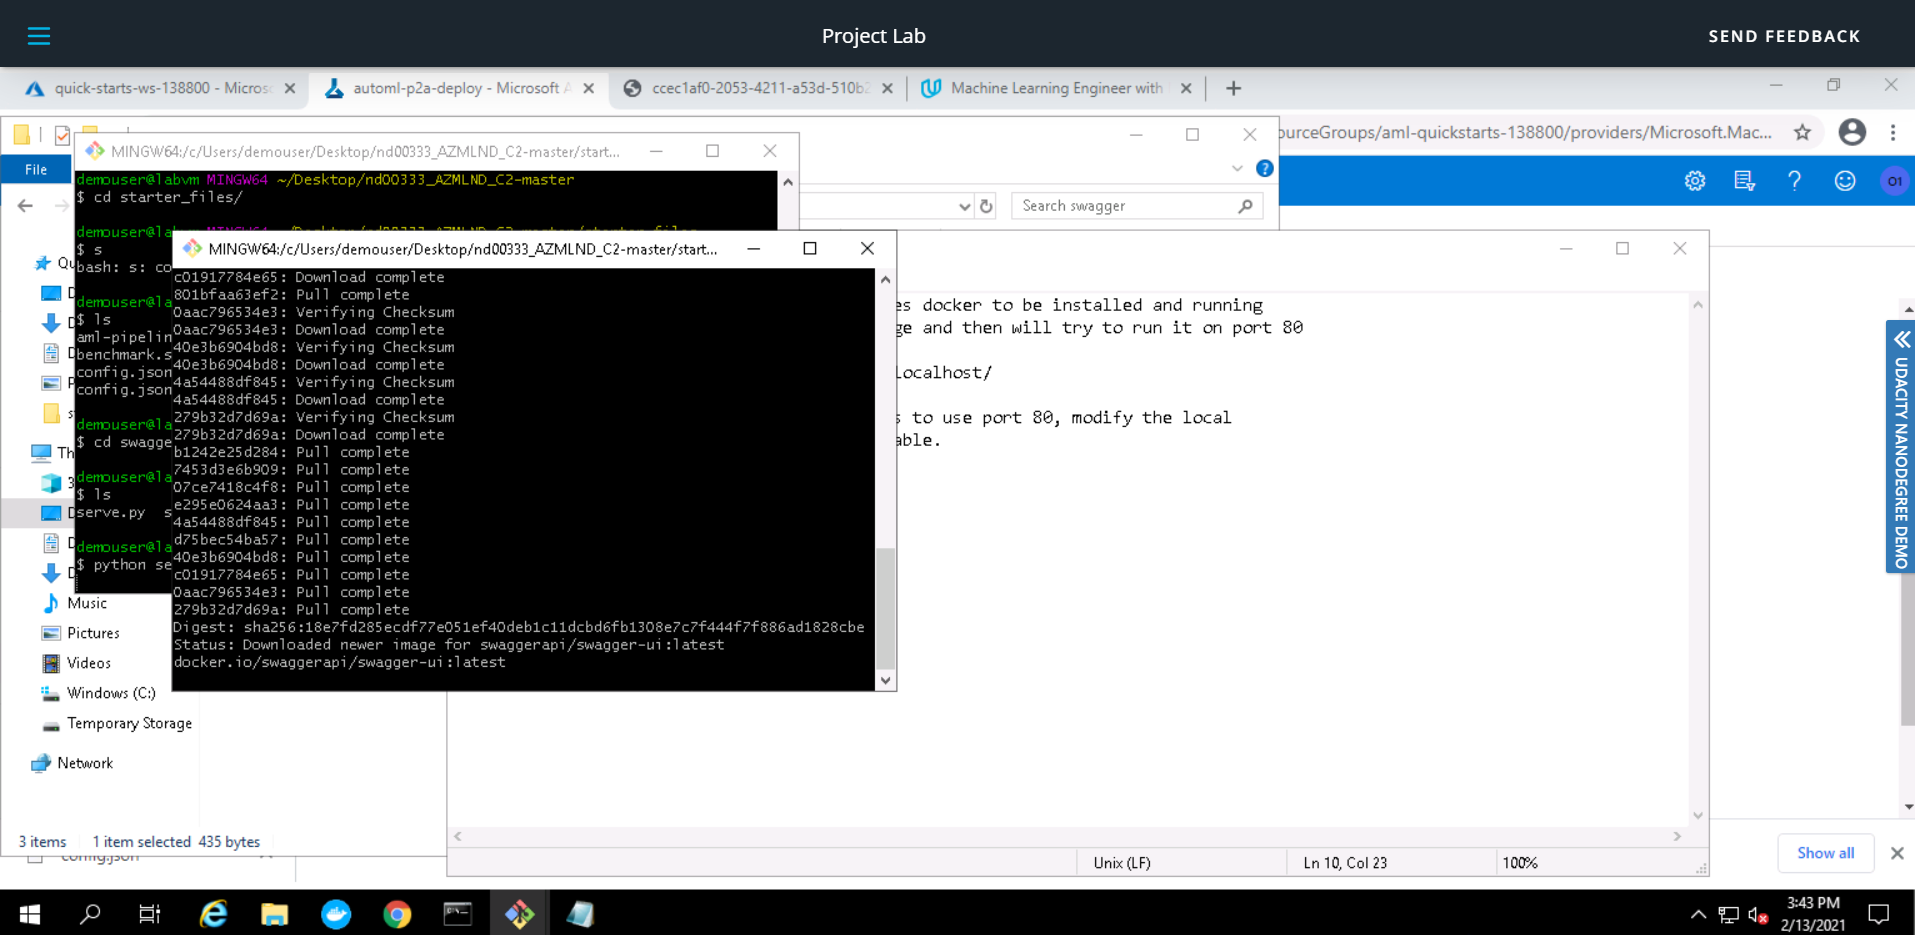 Project Lab
SEND FEEDBACK
quick-starts-ws-138800 - Micros
automl-p2a-deploy - Microsoft A
ccec1af0-2053-4211-a53d-510b2
Machine Learning Engineer with
urceGroups/aml-quickstarts-138800/providers/Microsoft.Mac...
File
Search swagger
O1
MINGW64:/c/Users/demouser/Desktop/nd00333_AZMLND_C2-master/start...
demouser@labvm MINGW64 ~/Desktop/nd00333_AZMLND_C2-master
$ cd starter_files/
$ s
bash: s: co
demouser@la
$ ls
aml-pipelin
benchmark.s
config.json
config.json
demouser@la
$ cd swagge
demouser@la
$ ls
serve.py s
demouser@la
$ python se
MINGW64:/c/Users/demouser/Desktop/nd00333_AZMLND_C2-master/start...
c01917784e65: Download complete
801bfaa63ef2: Pull complete
0aac796534e3: Verifying Checksum
0aac796534e3: Download complete
40e3b6904bd8: Verifying Checksum
40e3b6904bd8: Download complete
4a54488df845: Verifying Checksum
4a54488df845: Download complete
279b32d7d69a: Verifying Checksum
279b32d7d69a: Download complete
b1242e25d284: Pull complete
7453d3e6b909: Pull complete
07ce7418c4f8: Pull complete
e295e0624aa3: Pull complete
4a54488df845: Pull complete
d75bec54ba57: Pull complete
40e3b6904bd8: Pull complete
c01917784e65: Pull complete
0aac796534e3: Pull complete
279b32d7d69a: Pull complete
Digest: sha256:18e7fd285ecdf77e051ef40deb1c11dcbd6fb1308e7c7f444f7f886ad1828cbe
Status: Downloaded newer image for swaggerapi/swagger-ui:latest
docker.io/swaggerapi/swagger-ui:latest
es docker to be installed and running
ge and then will try to run it on port 80
localhost/
s to use port 80, modify the local
able.
Qu
Th
Music
Pictures
Videos
Windows (C:)
Temporary Storage
Network
3 items
1 item selected 435 bytes
config.json
Unix (LF)
Ln 10, Col 23
100%
Show all
UDACITY NANODEGREE DEMO
3:43 PM
2/13/2021